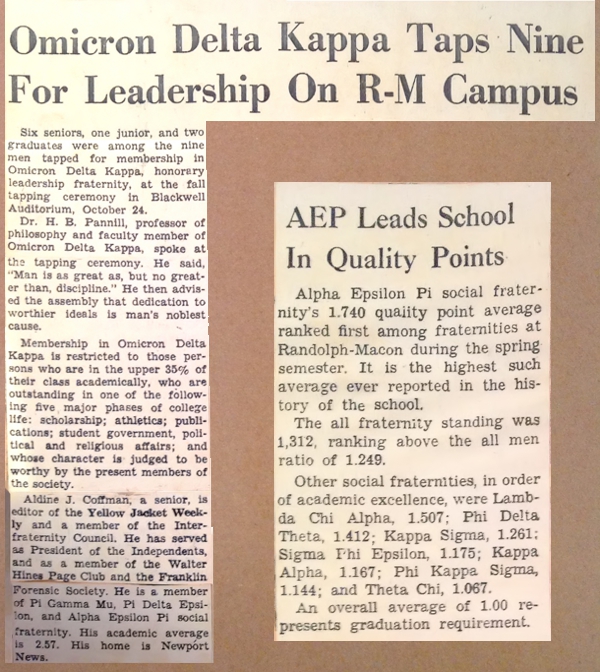 Omicron Delta Kappa Taps Nine
For Leadership On R-M Campus
Six seniors, one junior, and two
graduates were among the nine
men tapped for membership in
Omicron Delta Kappa, honorary
leadership fraternity, at the fall
tapping ceremony in Blackwell
Auditorium, October 24.
Dr. H. B. Pannill, professor of
philosophy and faculty member of
Omicron Delta Kappa, spoke at
the tapping ceremony. He said,
"Man is as great as, but no great-
er than, discipline." He then advis-
ed the assembly that dedication to
worthier ideals is man's noblest
cause.
Membership in Omicron Delta
Kappa is restricted to those per-
sons who are in the upper 35% of
their class academically, who are
outstanding in one of the follow-
ing five major phases of college
life: scholarship; athletics; publi-
cations; student government, poli-
tical and religious affairs; and
whose character is judged to be
worthy by the present members of
the society.
Aldine J. Coffman, a senior, is
editor of the Yellow Jacket Week-
ly and a member of the Inter-
fraternity Council. He has served
as President of the Independents,
and as a member of the Walter
Hines Page Club and the Franklin
Forensic Society. He is a member
of Pi Gamma Mu, Pi Delta Epsi-
lon, and Alpha Epsilon Pi social
fraternity. His academic average
is 2.57. His home is Newport
News.
AEP Leads School
In Quality Points
Alpha Epsilon Pi social frater-
nity's 1.740 quality point average
ranked first among fraternities at
Randolph-Macon during the spring
semester. It is the highest such
average ever reported in the his-
tory of the school.
The all fraternity standing was
1,312, ranking above the all men
ratio of 1.249.
Other social fraternities, in order
of academic excellence, were Lamb-
da Chi Alpha, 1.507; Phi Delta
Theta, 1.412; Kappa Sigma, 1.261;
Sigma Phi Epsilon, 1.175; Kappa
Alpha, 1.167; Phi Kappa Sigma,
1.144; and Theta Chi, 1.067.
An overall average of 1.00 re-
presents graduation requirement.